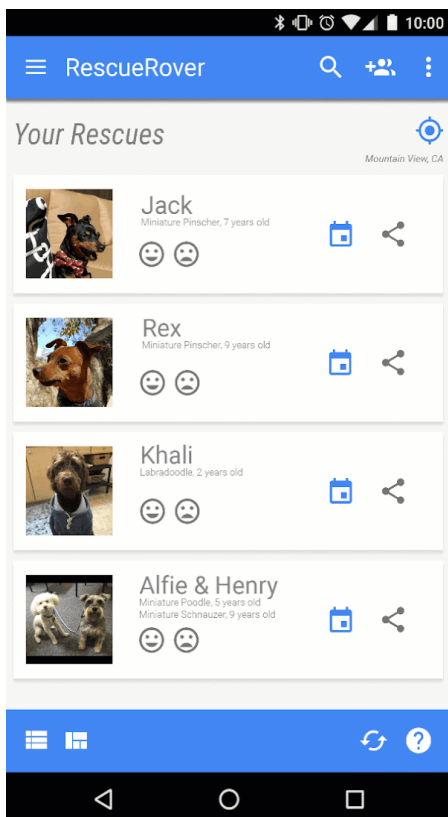 10:00
RescueRover
Your Rescues
Mountain View, CA
Jack
Miniature Pinscher, 7 years old
Rex
Miniature Pinscher, 9 years old
Khali
Labradoodle, 2 years old
Alfie & Henry
Miniature Poodle, 5 years old
Miniature Schnauzer, 9 years old